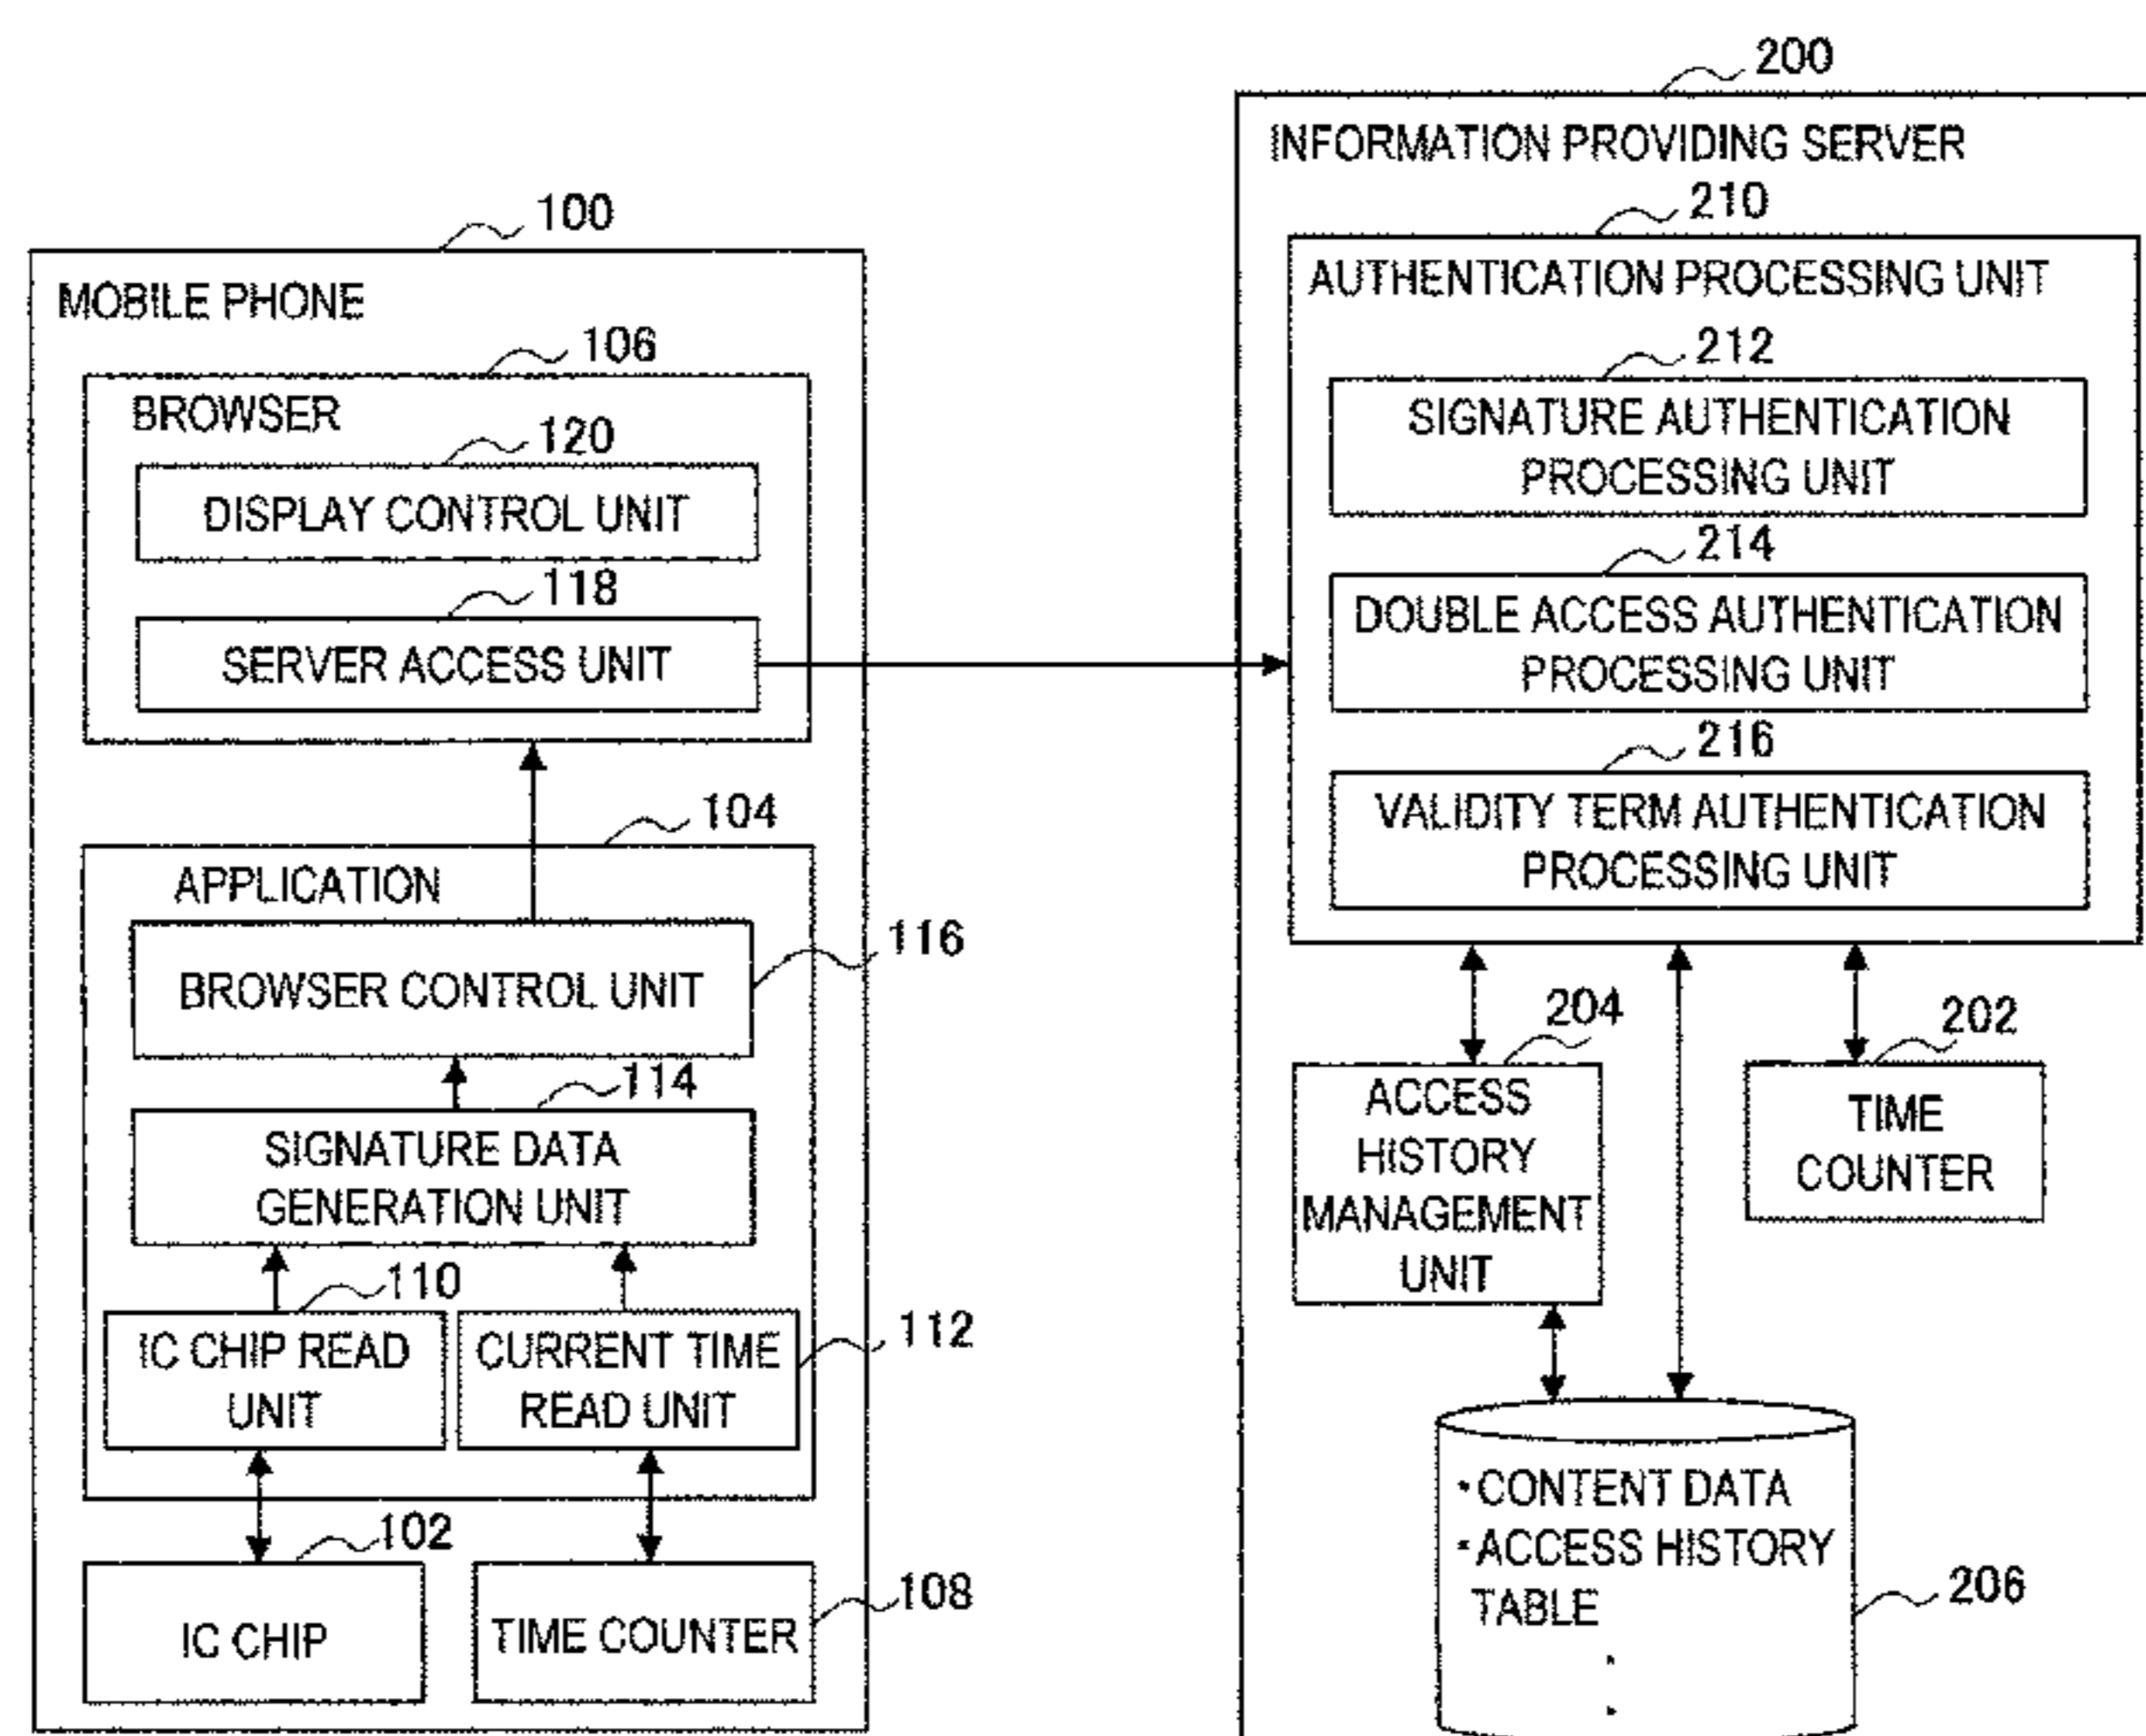 100
MOBILE PHONE
106
BROWSER
120
DISPLAY CONTROL UNIT
118
SERVER ACCESS UNIT
104
APPLICATION
116
BROWSER CONTROL UNIT
114
SIGNATURE DATA
GENERATION UNIT
110
IC CHIP READ
UNIT
112
CURRENT TIME
READ UNIT
102
IC CHIP
108
TIME COUNTER
200
INFORMATION PROVIDING SERVER
210
AUTHENTICATION PROCESSING UNIT
212
SIGNATURE AUTHENTICATION
PROCESSING UNIT
214
DOUBLE ACCESS AUTHENTICATION
PROCESSING UNIT
216
VALIDITY TERM AUTHENTICATION
PROCESSING UNIT
204
ACCESS
HISTORY
MANAGEMENT
UNIT
202
TIME
COUNTER
206
・CONTENT DATA
・ACCESS HISTORY
TABLE